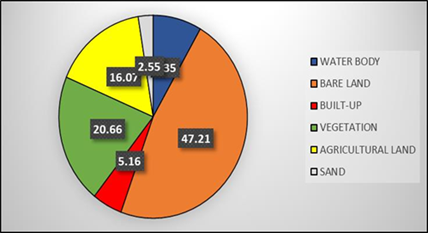 2.55
16.07
47.21
20.66
5.16
WATER BODY
BARE LAND
BUILT-UP
VEGETATION
AGRICULTURAL LAND
SAND